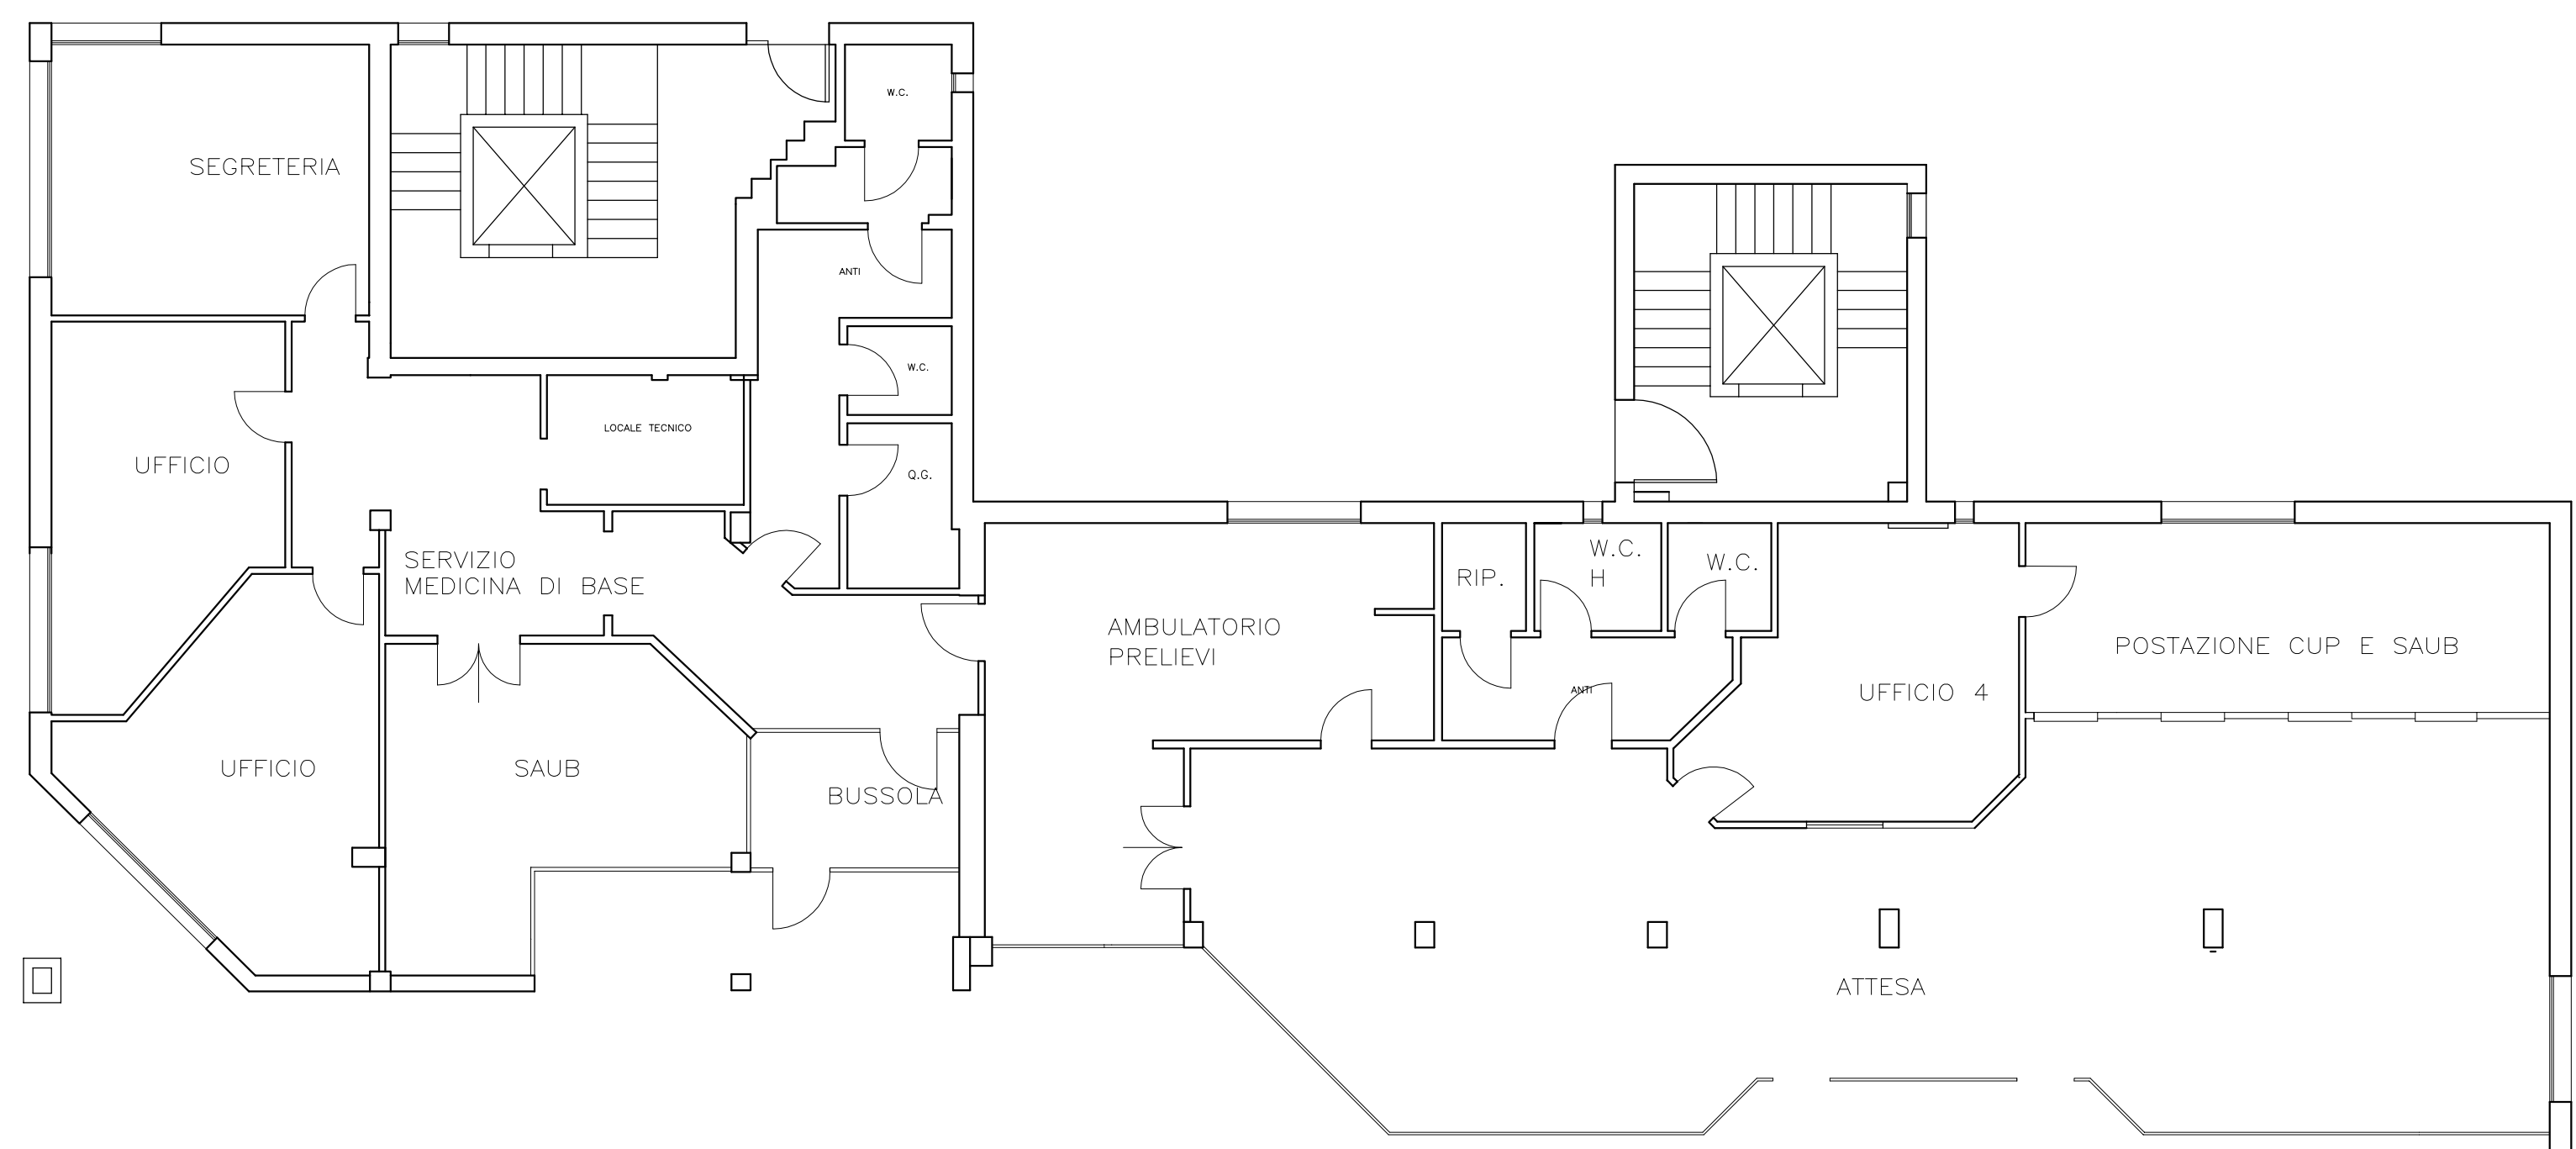 W.C.
SEGRETERIA
ANTI
W.C.
LOCALE TECNICO
UFFICIO
Q.G.
SERVIZIO
MEDICINA DI BASE
W.C.
H
W.C.
RIP.
AMBULATORIO
PRELIEVI
POSTAZIONE CUP E SAUB
ANTI
UFFICIO 4
UFFICIO
SAUB
BUSSOLA
ATTESA